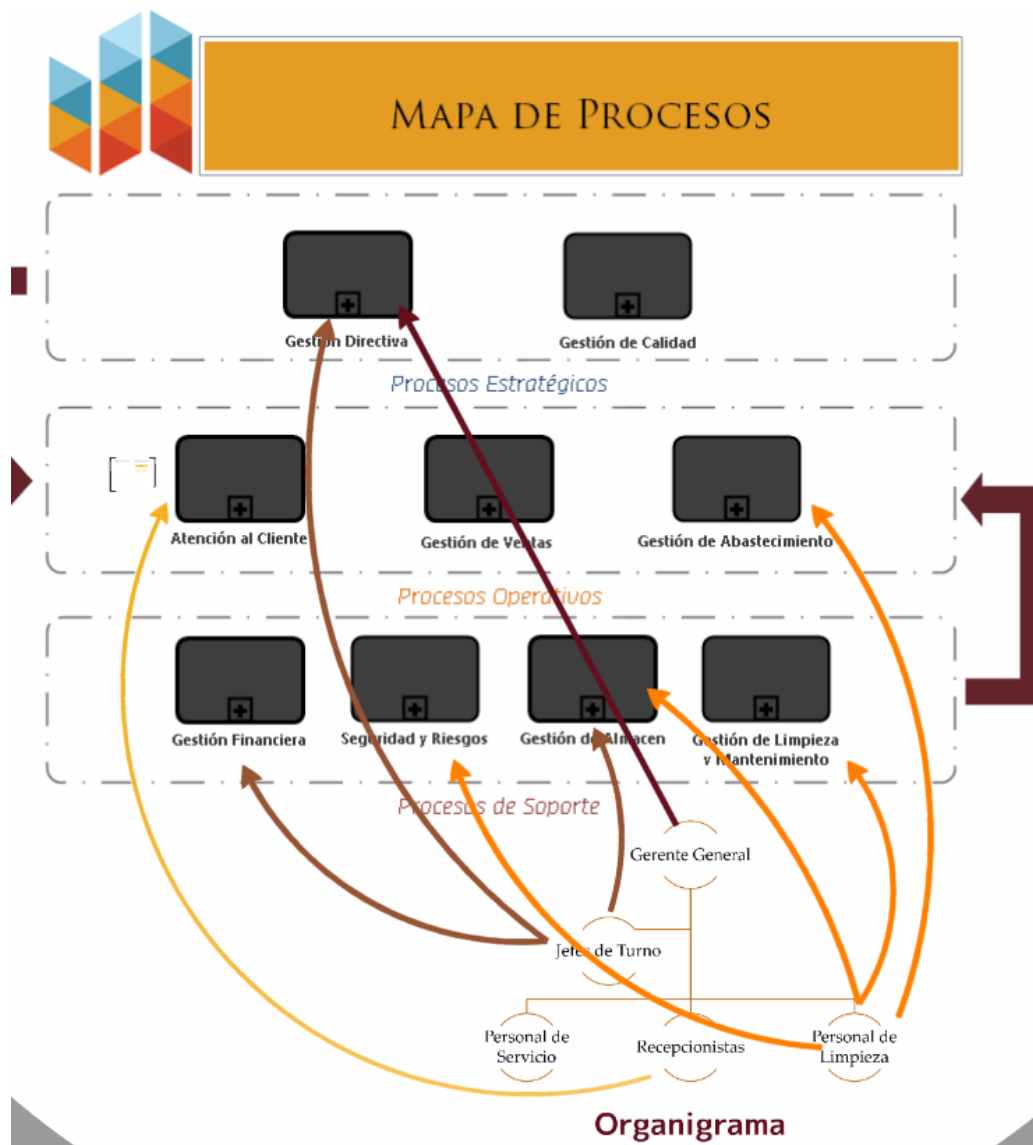 MAPA DE PROCESOS
Gestión Directiva
Gestión de Calidad
Procesos Estratégicos
Atención al Cliente
Gestión de Ventas
Gestión de Abastecimiento
Procesos Operativos
Gestión Financiera
Seguridad y Riesgos
Gestión de Almacen
Gestión de Limpieza
y Mantenimiento
Procesos de Soporte
Gerente General
Jefes de Turno
Personal de
Servicio
Recepcionistas
Personal de
Limpieza
Organigrama